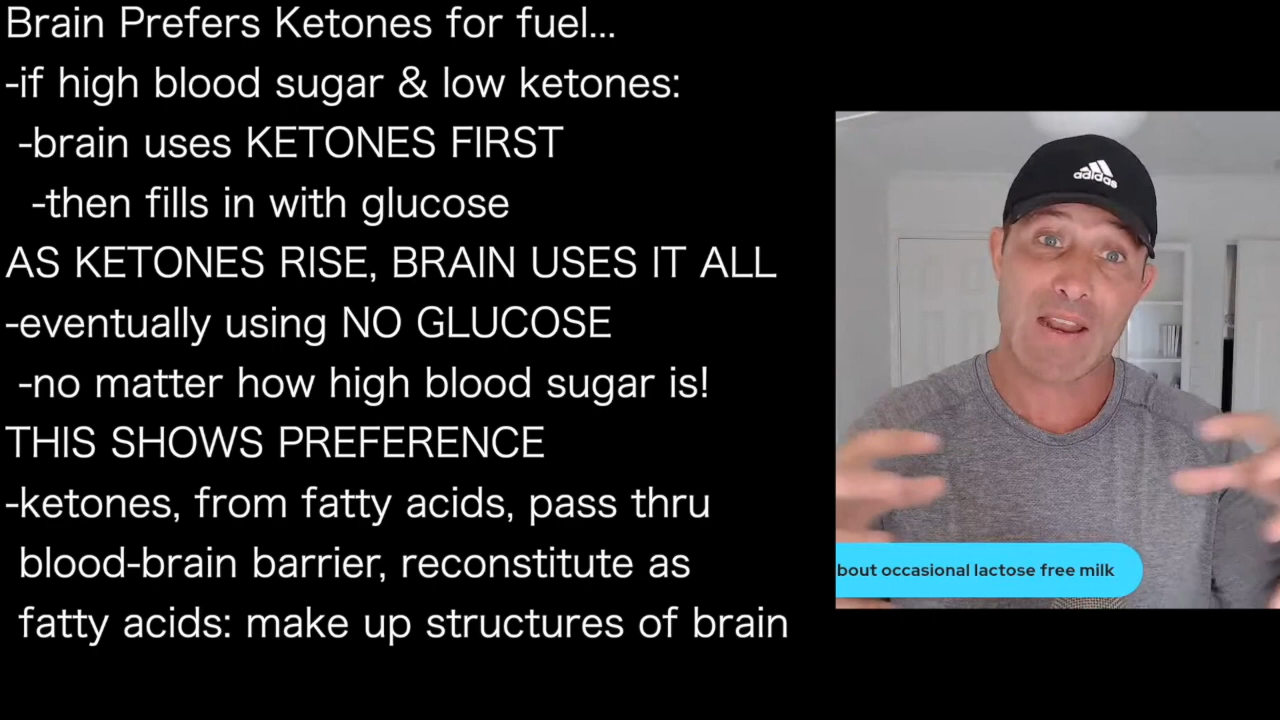 Brain Prefers Ketones for fuel...
-if high blood sugar & low ketones:
-brain uses KETONES FIRST
-then fills in with glucose
AS KETONES RISE, BRAIN USES IT ALL
-eventually using NO GLUCOSE
-no matter how high blood sugar is!
THIS SHOWS PREFERENCE
-ketones, from fatty acids, pass thru
blood-brain barrier, reconstitute as
fatty acids: make up structures of brain
adidas
bout occasional lactose free milk